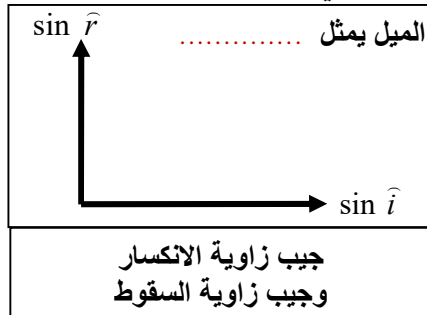 الميل يمثل ..............
sin r̂
sin î
جيب زاوية الانكسار
وجيب زاوية السقوط